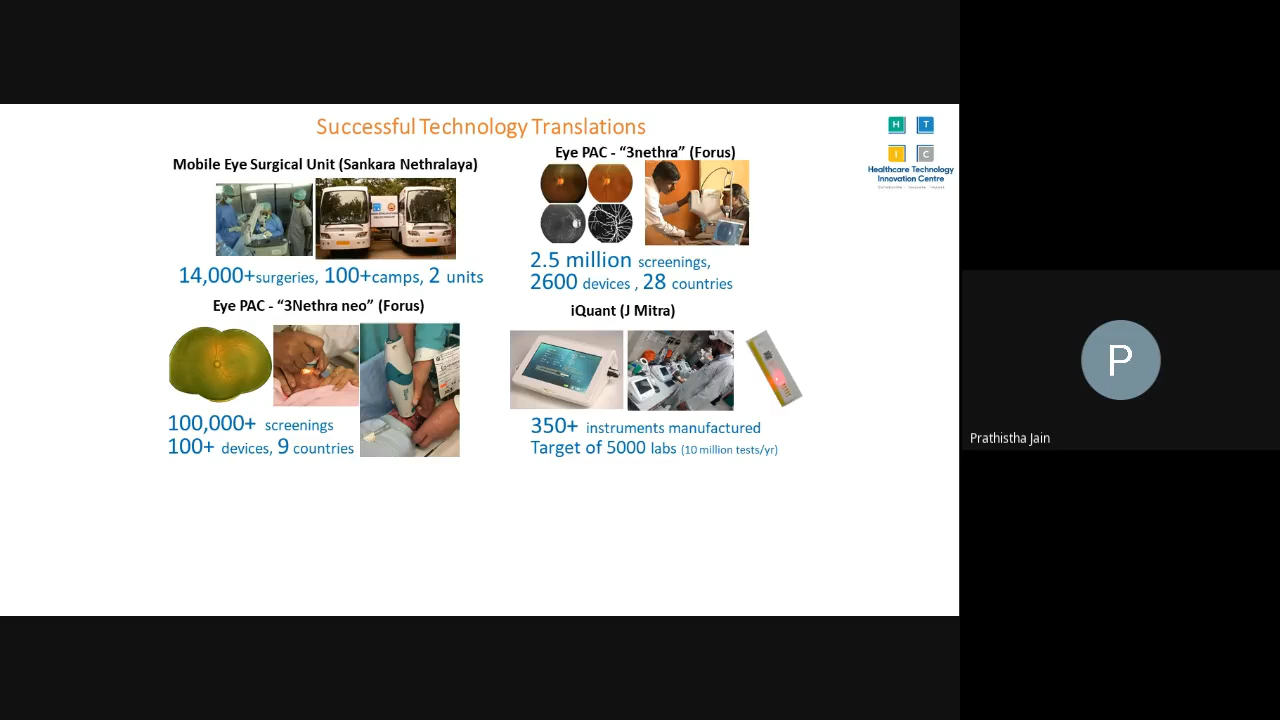 Successful Technology Translations
H T
I C
Healthcare Technology
Innovation Centre
Mobile Eye Surgical Unit (Sankara Nethralaya)
14,000+surgeries, 100+camps, 2 units
Eye PAC - “3nethra” (Forus)
2.5 million screenings,
2600 devices , 28 countries
Eye PAC - “3Nethra neo” (Forus)
100,000+ screenings
100+ devices, 9 countries
iQuant (J Mitra)
350+ instruments manufactured
Target of 5000 labs (10 million tests/yr)
P
Prathistha Jain